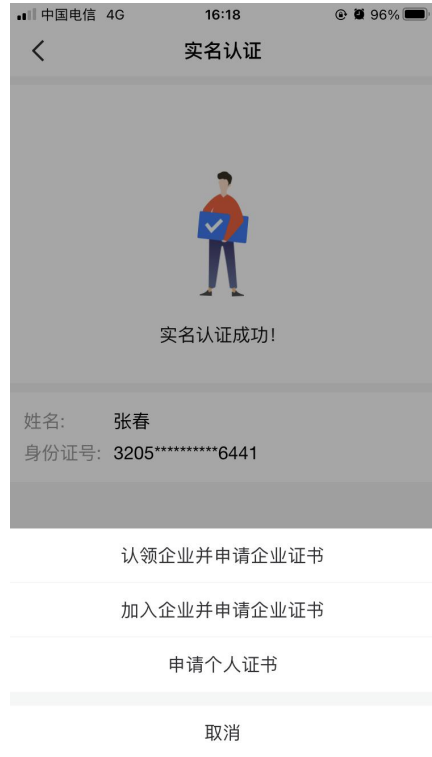 中国电信 4G 16:18 96%
实名认证
实名认证成功!
姓名: 张春
身份证号: 3205**********6441
认领企业并申请企业证书
加入企业并申请企业证书
申请个人证书
取消